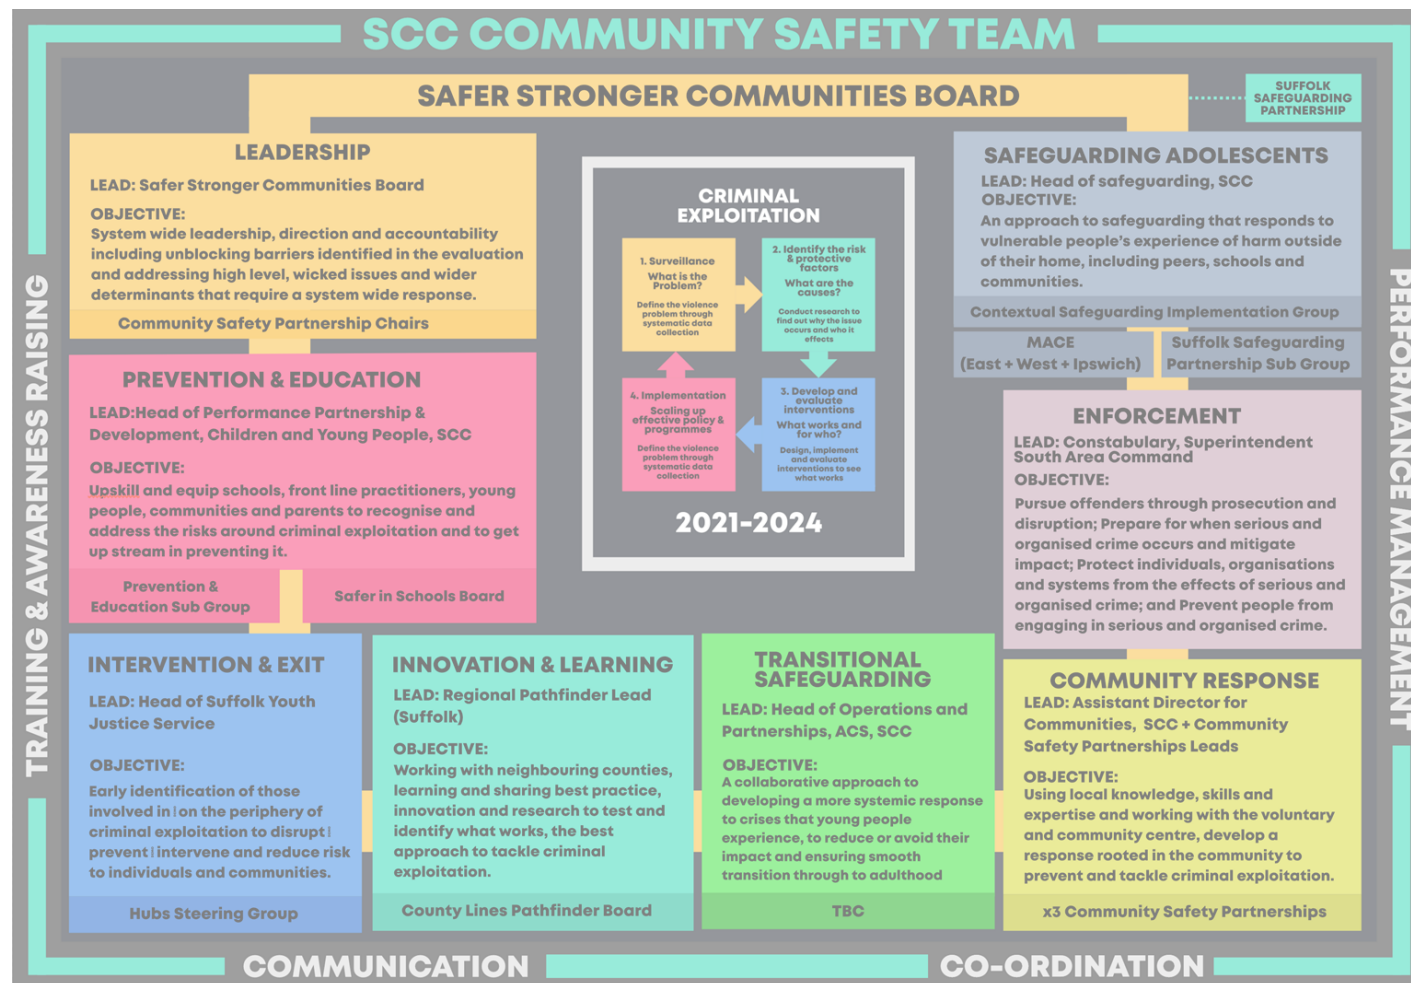 SCC COMMUNITY SAFETY TEAM
SAFER STRONGER COMMUNITIES BOARD
SUFFOLK
SAFEGUARDING
PARTNERSHIP
TRAINING & AWARENESS RAISING
LEADERSHIP
LEAD: Safer Stronger Communities Board
OBJECTIVE:
System wide leadership, direction and accountability
including unblocking barriers identified in the evaluation
and addressing high level, wicked issues and wider
determinants that require a system wide response.
Community Safety Partnership Chairs
PREVENTION & EDUCATION
LEAD:Head of Performance Partnership &
Development, Children and Young People, SCC
OBJECTIVE:
Upskill and equip schools, front line practitioners, young
people, communities and parents to recognise and
address the risks around criminal exploitation and to get
up stream in preventing it.
Prevention &
Education Sub Group
Safer in Schools Board
CRIMINAL
EXPLOITATION
1. Surveillance
What is the
Problem?
Define the violence
problem through
systematic data
collection
2. Identify the risk
& protective
factors
What are the
causes?
Conduct research to
find out why the issue
occurs and who it
effects
4. Implementation
Scaling up
effective policy &
programmes
Define the violence
problem through
systematic data
collection
3. Develop and
evaluate
interventions
What works and
for who?
Design, implement
and evaluate
interventions to see
what works
2021-2024
SAFEGUARDING ADOLESCENTS
LEAD: Head of safeguarding, SCC
OBJECTIVE:
An approach to safeguarding that responds to
vulnerable people's experience of harm outside
of their home, including peers, schools and
communities.
Contextual Safeguarding Implementation Group
MACE
(East + West + Ipswich)
Suffolk Safeguarding
Partnership Sub Group
ENFORCEMENT
LEAD: Constabulary, Superintendent
South Area Command
OBJECTIVE:
Pursue offenders through prosecution and
disruption; Prepare for when serious and
organised crime occurs and mitigate
impact; Protect individuals, organisations
and systems from the effects of serious and
organised crime; and Prevent people from
engaging in serious and organised crime.
PERFORMANCE MANAGEMENT
INTERVENTION & EXIT
LEAD: Head of Suffolk Youth
Justice Service
OBJECTIVE:
Early identification of those
involved in|on the periphery of
criminal exploitation to disrupt|
prevent|intervene and reduce risk
to individuals and communities.
Hubs Steering Group
INNOVATION & LEARNING
LEAD: Regional Pathfinder Lead
(Suffolk)
OBJECTIVE:
Working with neighbouring counties,
learning and sharing best practice,
innovation and research to test and
identify what works, the best
approach to tackle criminal
exploitation.
County Lines Pathfinder Board
TRANSITIONAL
SAFEGUARDING
LEAD: Head of Operations and
Partnerships, ACS, SCC
OBJECTIVE:
A collaborative approach to
developing a more systemic response
to crises that young people
experience, to reduce or avoid their
impact and ensuring smooth
transition through to adulthood
TBC
COMMUNITY RESPONSE
LEAD: Assistant Director for
Communities, SCC + Community
Safety Partnerships Leads
OBJECTIVE:
Using local knowledge, skills and
expertise and working with the voluntary
and community centre, develop a
response rooted in the community to
prevent and tackle criminal exploitation.
x3 Community Safety Partnerships
COMMUNICATION
CO-ORDINATION